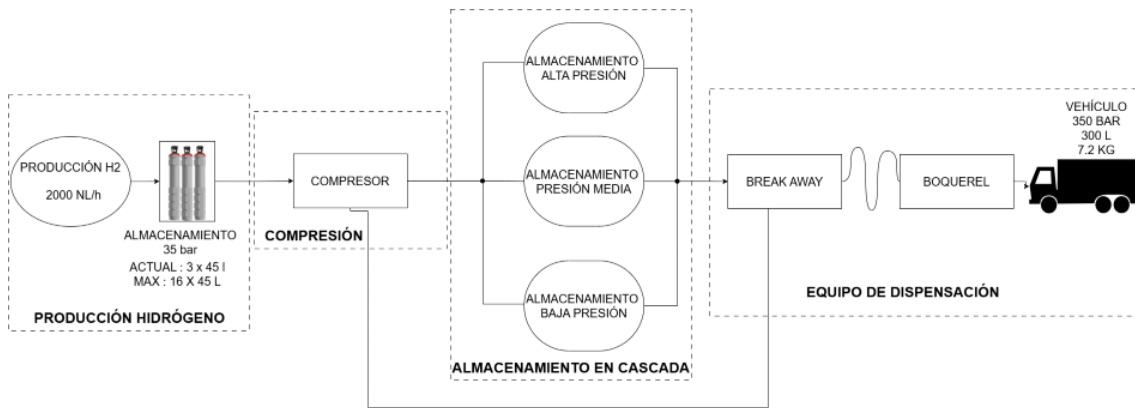 PRODUCCIÓN H2
2000 NL/h
ALMACENAMIENTO
35 bar
ACTUAL : 3 x 45 l
MAX : 16 X 45 L
PRODUCCIÓN HIDRÓGENO
COMPRESOR
COMPRESIÓN
ALMACENAMIENTO
ALTA PRESIÓN
ALMACENAMIENTO
PRESIÓN MEDIA
ALMACENAMIENTO
BAJA PRESIÓN
ALMACENAMIENTO EN CASCADA
BREAK AWAY
BOQUEREL
VEHÍCULO
350 BAR
300 L
7.2 KG
EQUIPO DE DISPENSACIÓN